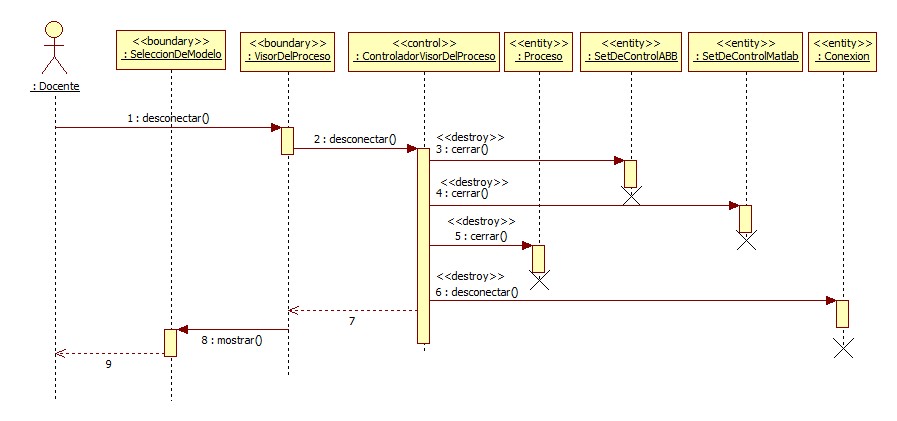 <<boundary>>
: SeleccionDeModelo
<<boundary>>
: VisorDelProceso
<<control>>
: ControladorVisorDelProceso
<<entity>>
: Proceso
<<entity>>
: SetDeControlABB
<<entity>>
: SetDeControlMatlab
<<entity>>
: Conexion
: Docente
1 : desconectar()
2 : desconectar()
<<destroy>>
3 : cerrar()
<<destroy>>
4 : cerrar()
<<destroy>>
5 : cerrar()
<<destroy>>
6 : desconectar()
7
8 : mostrar()
9